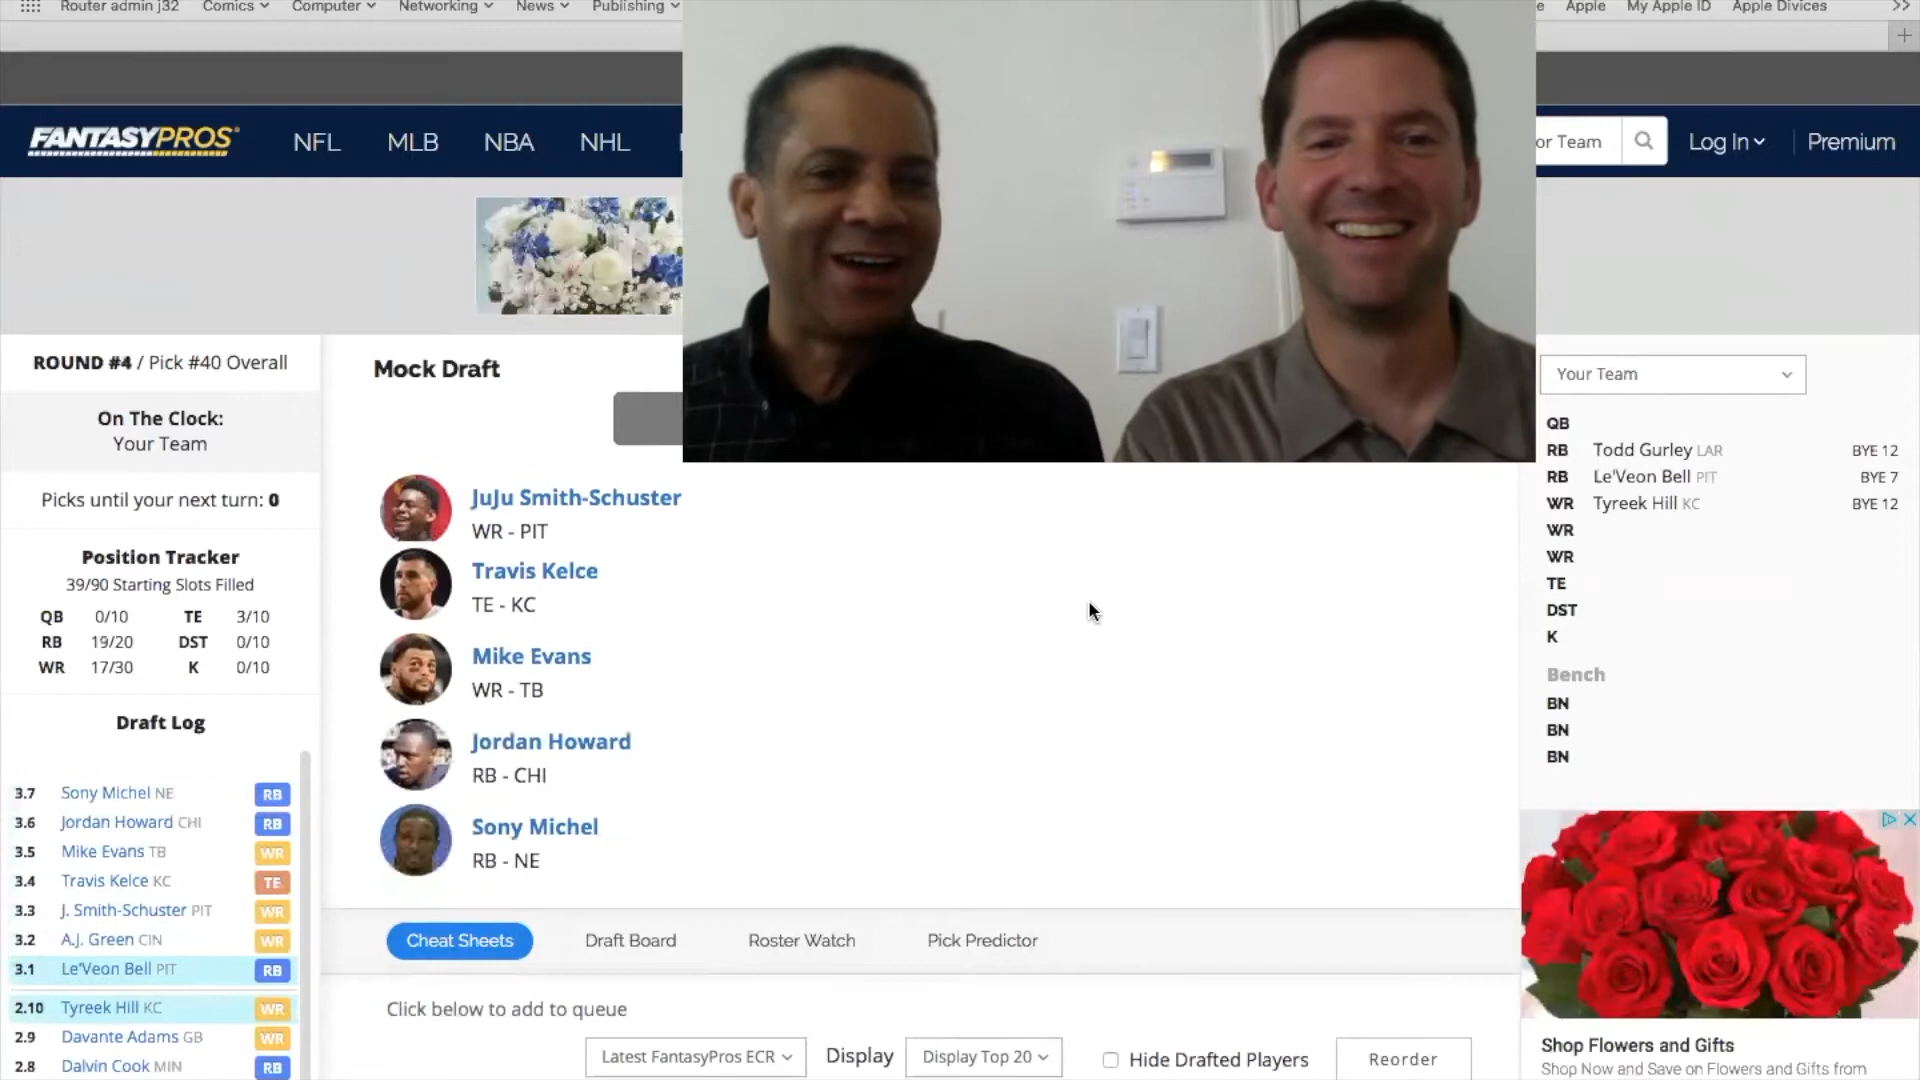 Router admin j32 Comics Computer Networking News Publishing Apple My Apple ID Apple Divices
FANTASYPROS NFL MLB NBA NHL or Team Log In Premium
ROUND #4 / Pick #40 Overall
On The Clock:
Your Team
Picks until your next turn: 0
Position Tracker
39/90 Starting Slots Filled
QB 0/10 TE 3/10
RB 19/20 DST 0/10
WR 17/30 K 0/10
Draft Log
3.7 Sony Michel NE RB
3.6 Jordan Howard CHI RB
3.5 Mike Evans TB WR
3.4 Travis Kelce KC TE
3.3 J. Smith-Schuster PIT WR
3.2 A.J. Green CIN WR
3.1 Le'Veon Bell PIT RB
2.10 Tyreek Hill KC WR
2.9 Davante Adams GB WR
2.8 Dalvin Cook MIN RB
Mock Draft
JuJu Smith-Schuster
WR - PIT
Travis Kelce
TE - KC
Mike Evans
WR - TB
Jordan Howard
RB - CHI
Sony Michel
RB - NE
Cheat Sheets Draft Board Roster Watch Pick Predictor
Click below to add to queue
Latest FantasyPros ECR Display Display Top 20 Hide Drafted Players Reorder
Your Team
QB
RB Todd Gurley LAR BYE 12
RB Le'Veon Bell PIT BYE 7
WR Tyreek Hill KC BYE 12
WR
WR
TE
DST
K
Bench
BN
BN
BN
Shop Flowers and Gifts
Shop Now and Save on Flowers and Gifts from